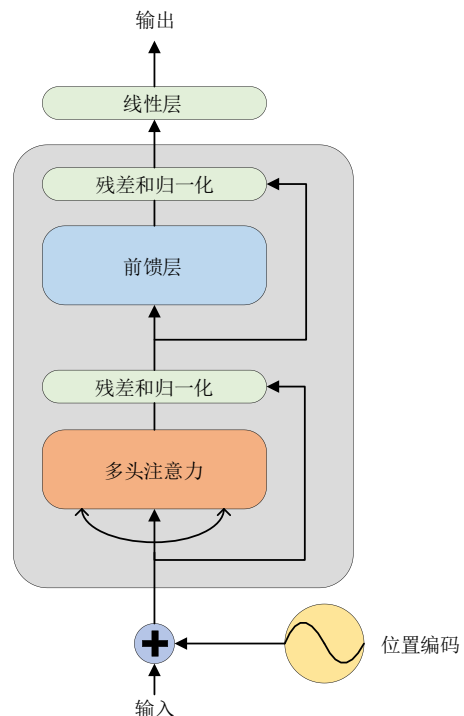 输出
线性层
残差和归一化
前馈层
残差和归一化
多头注意力
位置编码
输入